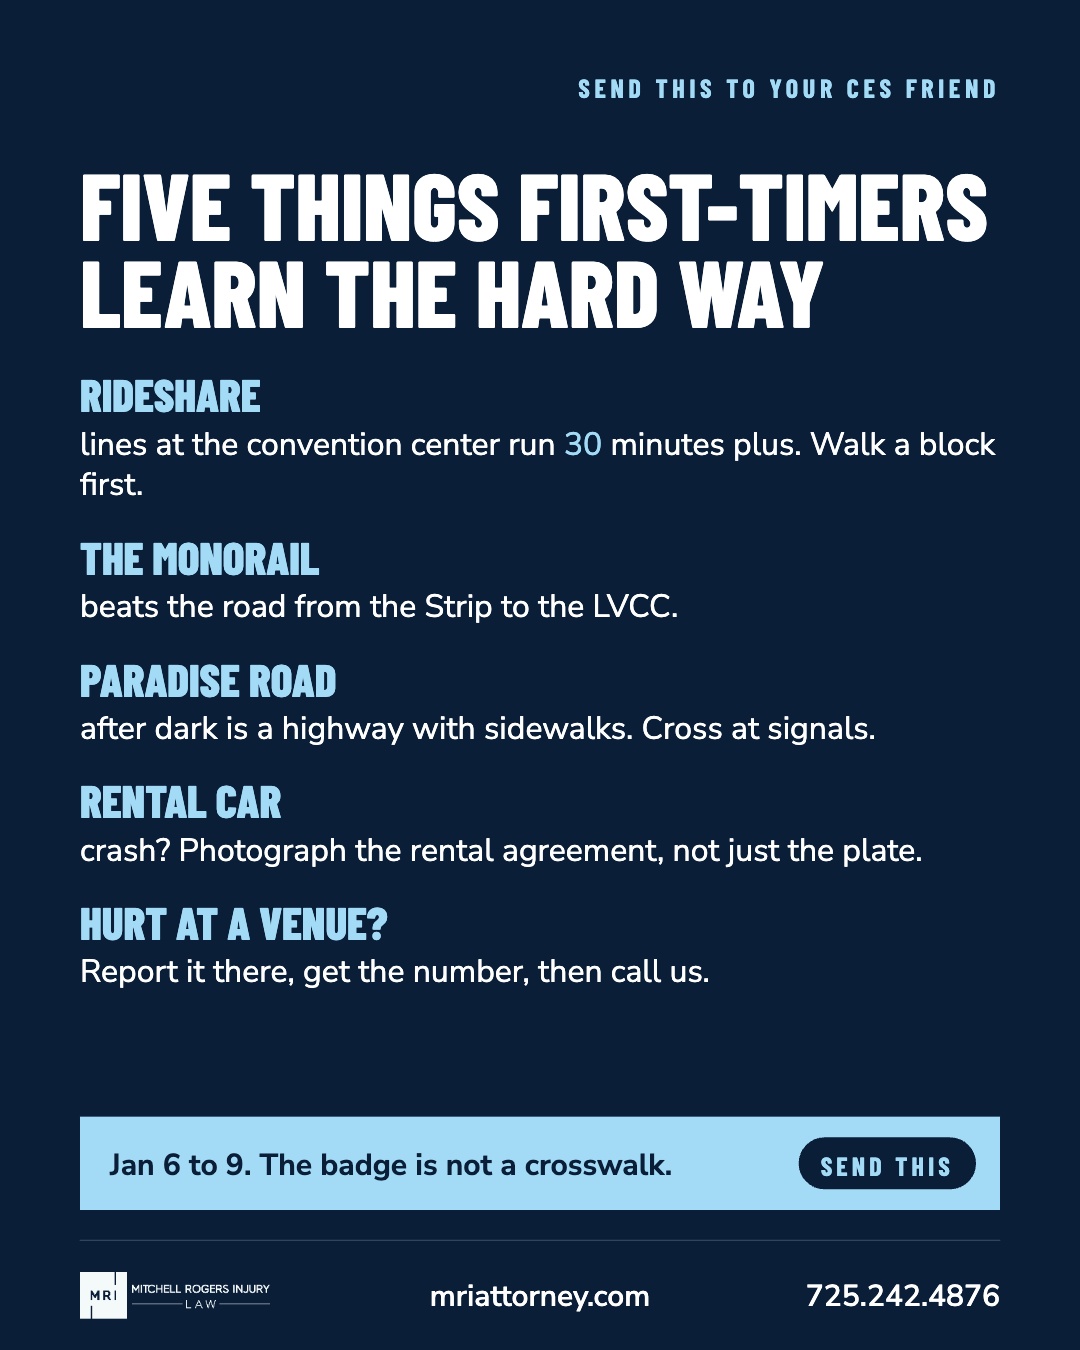 SEND THIS TO YOUR CES FRIEND
FIVE THINGS FIRST-TIMERS
LEARN THE HARD WAY
RIDESHARE
lines at the convention center run 30 minutes plus. Walk a block
first.
THE MONORAIL
beats the road from the Strip to the LVCC.
PARADISE ROAD
after dark is a highway with sidewalks. Cross at signals.
RENTAL CAR
crash? Photograph the rental agreement, not just the plate.
HURT AT A VENUE?
Report it there, get the number, then call us.
Jan 6 to 9. The badge is not a crosswalk.
SEND THIS
MRI
MITCHELL ROGERS INJURY
LAW
mriattorney.com
725.242.4876